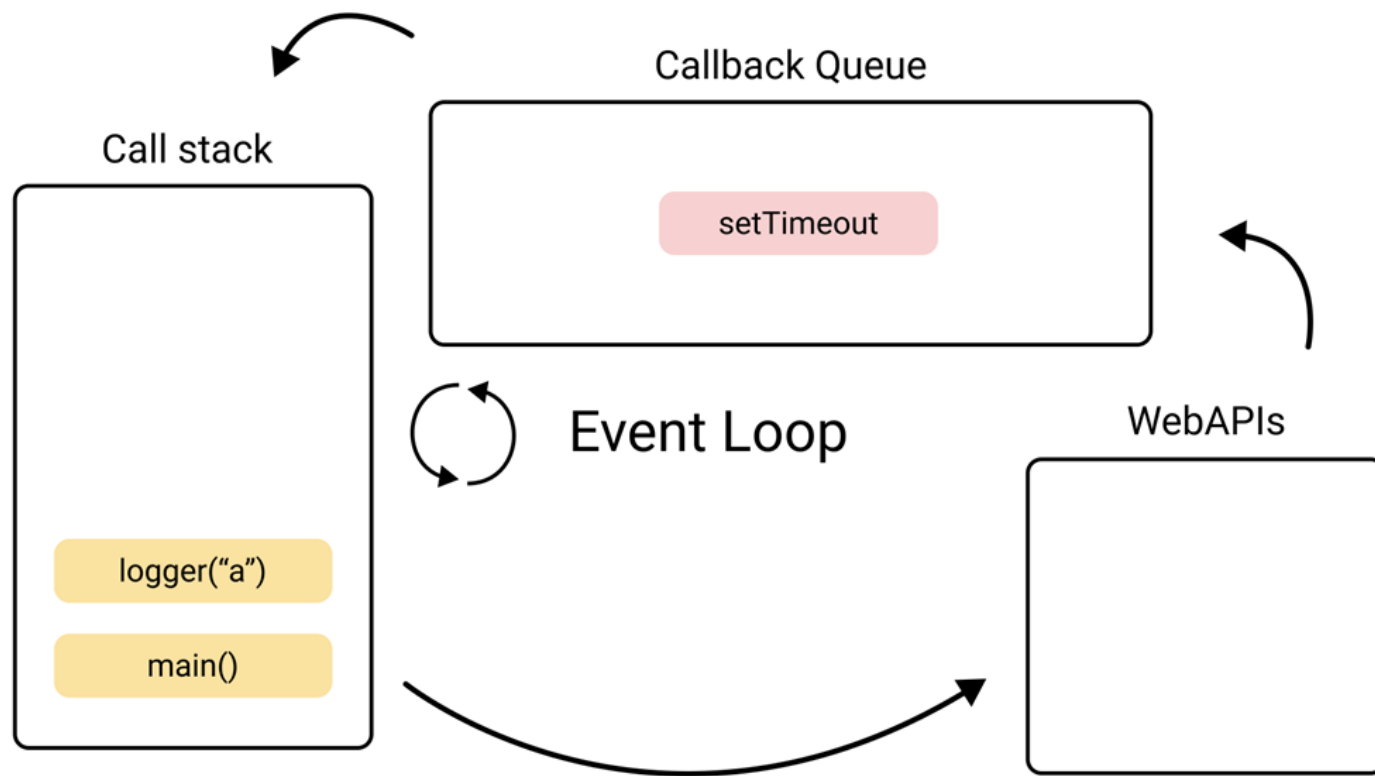 Callback Queue
Call stack
setTimeout
Event Loop
WebAPIs
logger(“a”)
main()